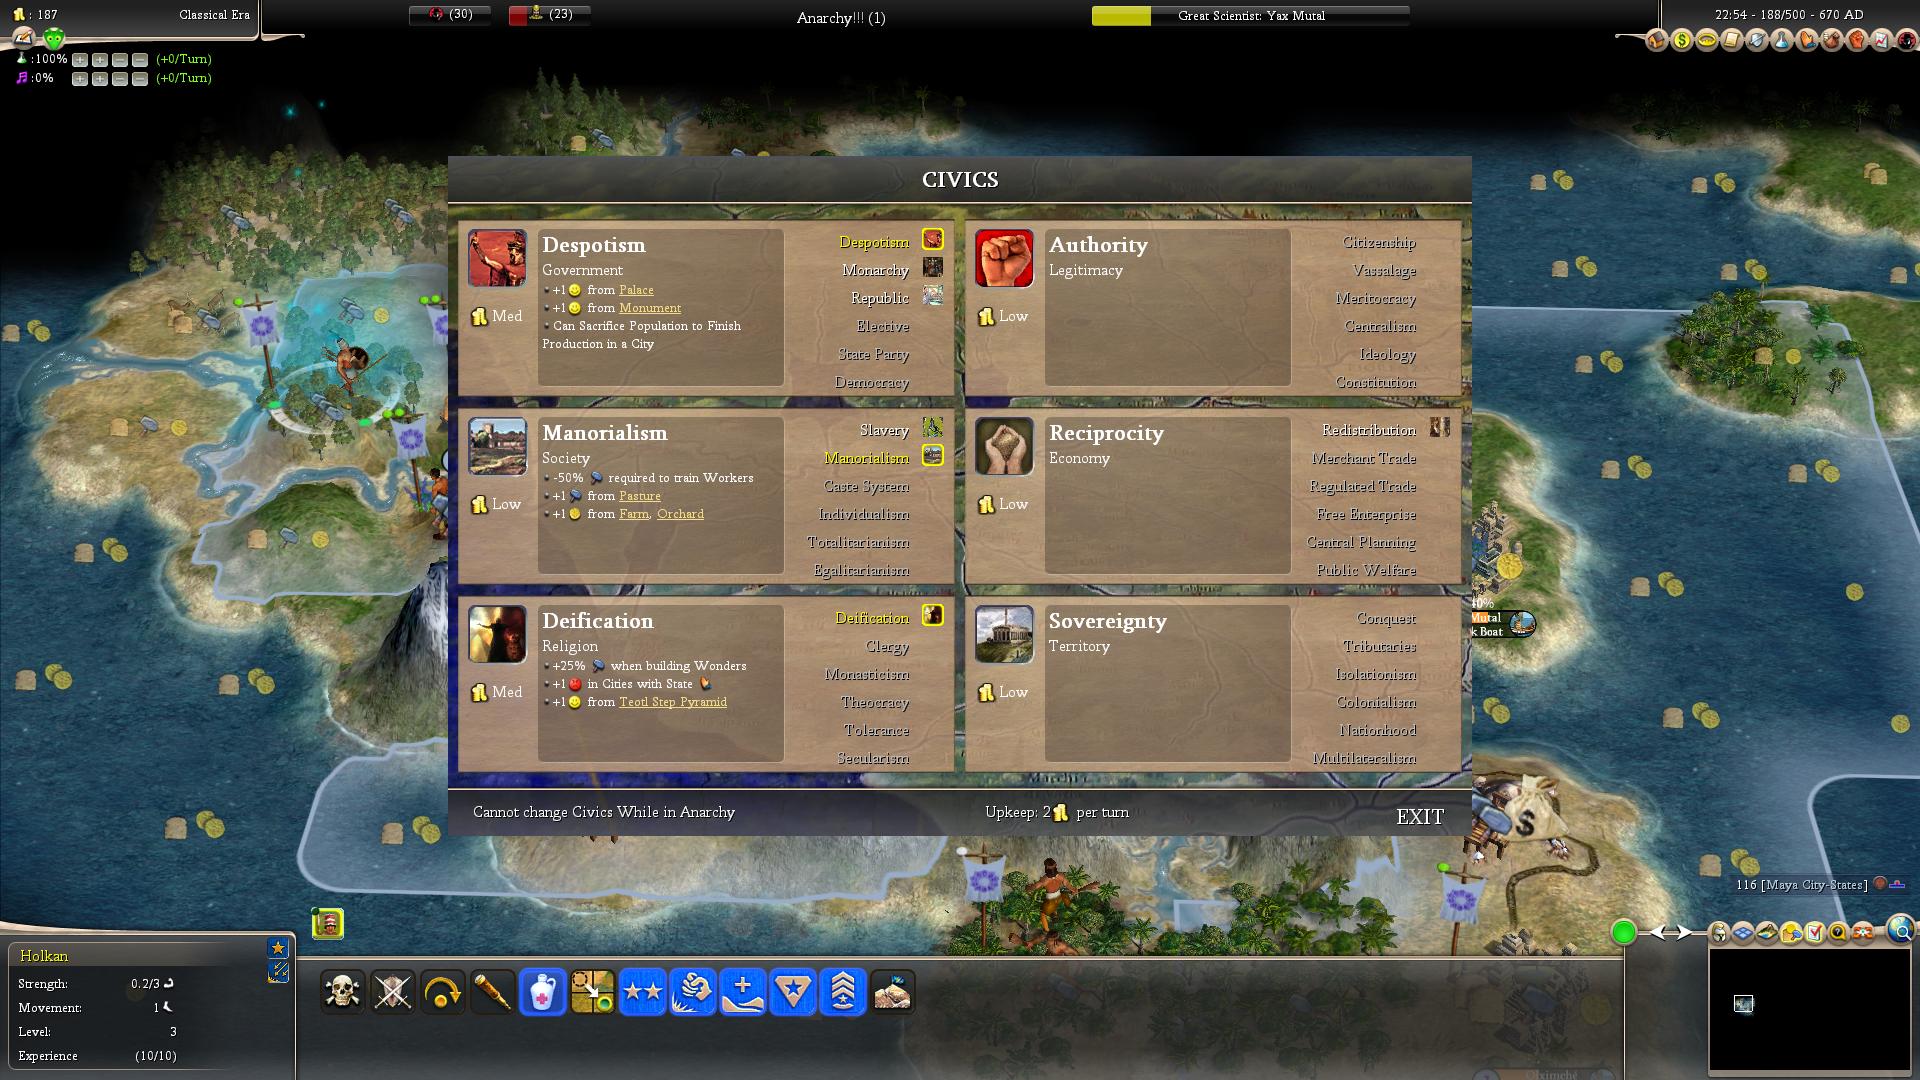 : 187
Classical Era
(30)
(23)
Anarchy!!! (1)
Great Scientist: Yax Mutal
22:54 - 188/500 - 670 AD
:100%
(+0/Turn)
:0%
(+0/Turn)
CIVICS
Despotism
Government
+1 from Palace
+1 from Monument
Can Sacrifice Population to Finish
Production in a City
Med
Despotism
Monarchy
Republic
Elective
State Party
Democracy
Authority
Legitimacy
Low
Citizenship
Vassalage
Meritocracy
Centralism
Ideology
Constitution
Manorialism
Society
-50% required to train Workers
+1 from Pasture
+1 from Farm, Orchard
Low
Slavery
Manorialism
Caste System
Individualism
Totalitarianism
Egalitarianism
Reciprocity
Economy
Low
Redistribution
Merchant Trade
Regulated Trade
Free Enterprise
Central Planning
Public Welfare
Deification
Religion
+25% when building Wonders
+1 in Cities with State
+1 from Teotl Step Pyramid
Med
Deification
Clergy
Monasticism
Theocracy
Tolerance
Secularism
Sovereignty
Territory
Low
Conquest
Tributaries
Isolationism
Colonialism
Nationhood
Multilateralism
Cannot change Civics While in Anarchy
Upkeep: 2 per turn
EXIT
Mutal
k Boat
116 [Maya City-States]
Holkan
Strength: 0.2/3
Movement: 1
Level: 3
Experience (10/10)